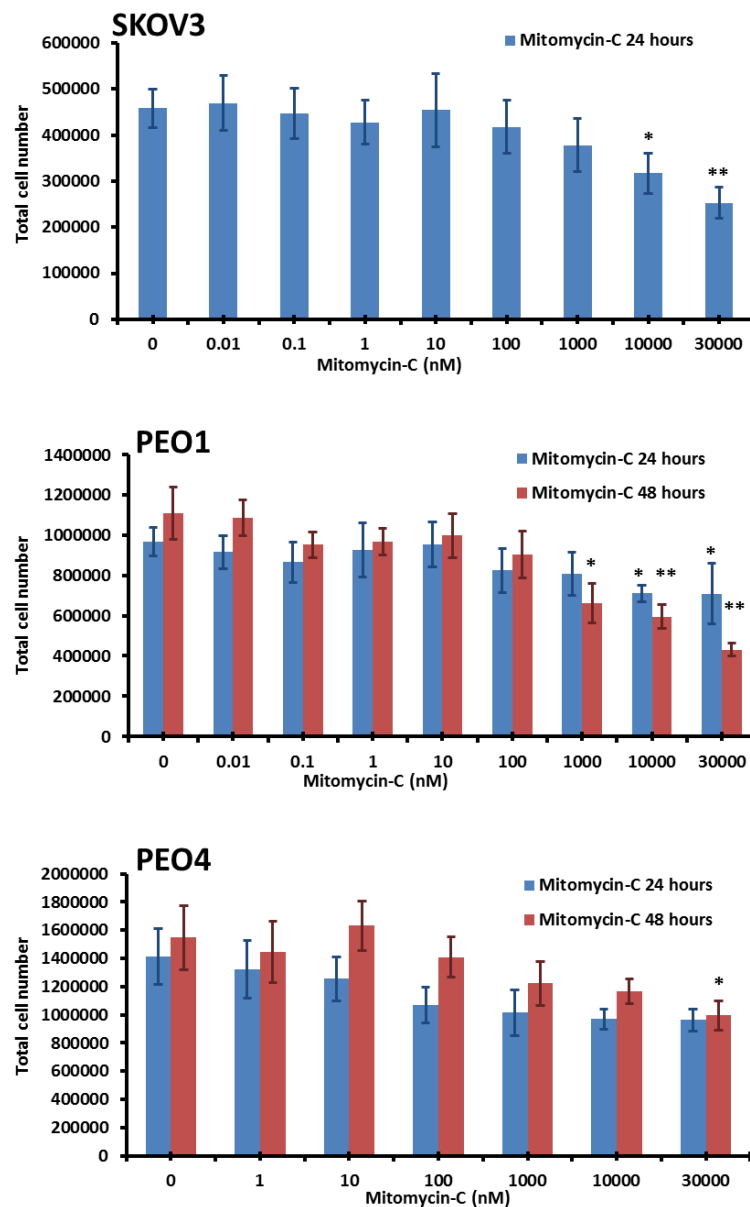 SKOV3
600000
Mitomycin-C 24 hours
500000
400000
*
300000
**
200000
100000
0
Total cell number
0 0.01 0.1 1 10 100 1000 10000 30000
Mitomycin-C (nM)
PEO1
1400000
Mitomycin-C 24 hours
1200000
Mitomycin-C 48 hours
1000000
* * ** * **
800000
600000
400000
200000
0
Total cell number
0 0.01 0.1 1 10 100 1000 10000 30000
Mitomycin-C (nM)
PEO4
2000000
Mitomycin-C 24 hours
1800000
Mitomycin-C 48 hours
1600000
1400000
1200000
*
1000000
800000
600000
400000
200000
0
Total cell number
0 1 10 100 1000 10000 30000
Mitomycin-C (nM)